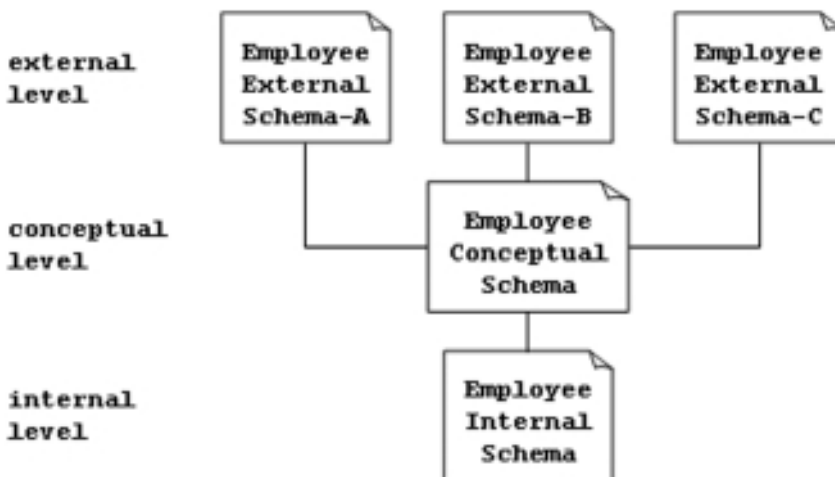 external
level
Employee
External
Schema-A
Employee
External
Schema-B
Employee
External
Schema-C
conceptual
level
Employee
Conceptual
Schema
internal
level
Employee
Internal
Schema